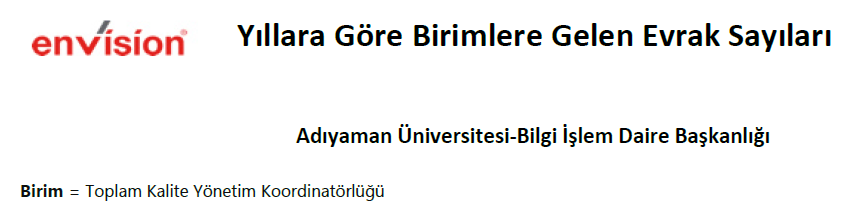 envision®
Yıllara Göre Birimlere Gelen Evrak Sayıları
Adıyaman Üniversitesi-Bilgi İşlem Daire Başkanlığı
Birim = Toplam Kalite Yönetim Koordinatörlüğü